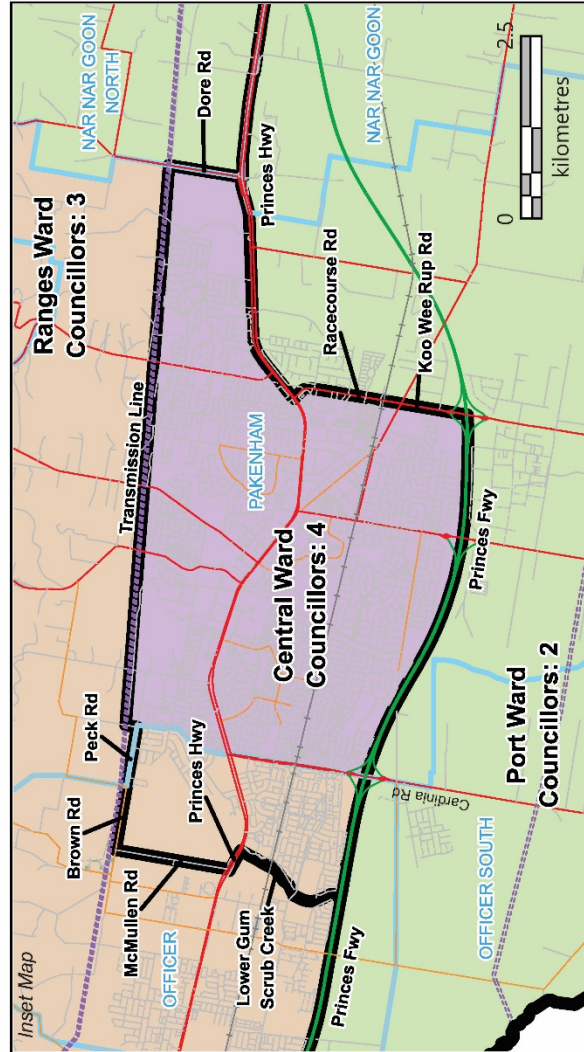 Inset Map
NAR NAR GOON
NORTH
Ranges Ward
Councillors: 3
Dore Rd
Princes Hwy
Transmission Line
Peck Rd
Brown Rd
McMullen Rd
Princes Hwy
PAKENHAM
OFFICER
Lower Gum
Scrub Creek
Central Ward
Councillors: 4
Racecourse Rd
Koo Wee Rup Rd
NAR NAR GOON
Princes Fwy
Princes Fwy
Cardinia Rd
Port Ward
Councillors: 2
OFFICER SOUTH
0
2.5
kilometres